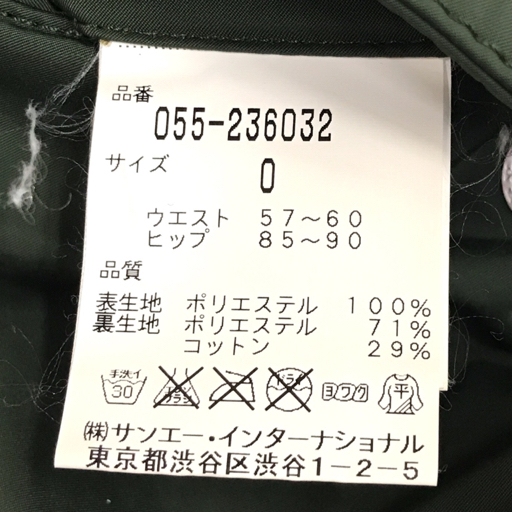 品番
055-236032
サイズ
0
ウエスト 57～60
ヒップ 85～90
品質
表生地 ポリエステル 100%
裏生地 ポリエステル 71%
コットン 29%
手洗イ 30 ドライ ヨワク 平
㈱サンエー・インターナショナル
東京都渋谷区渋谷1-2-5